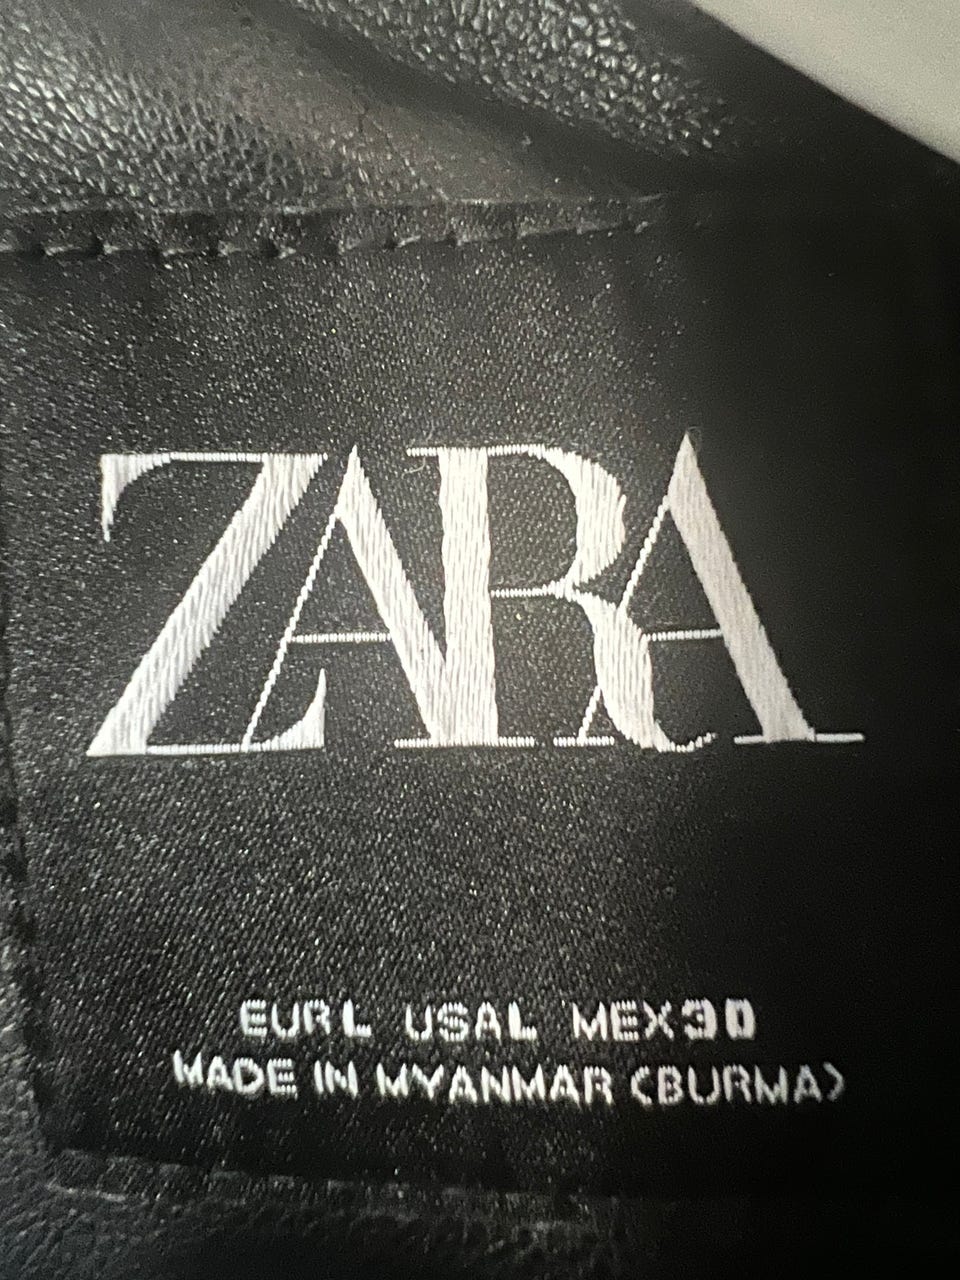 ZARA
EUR L USA L MEX 30
MADE IN MYANMAR (BURMA)